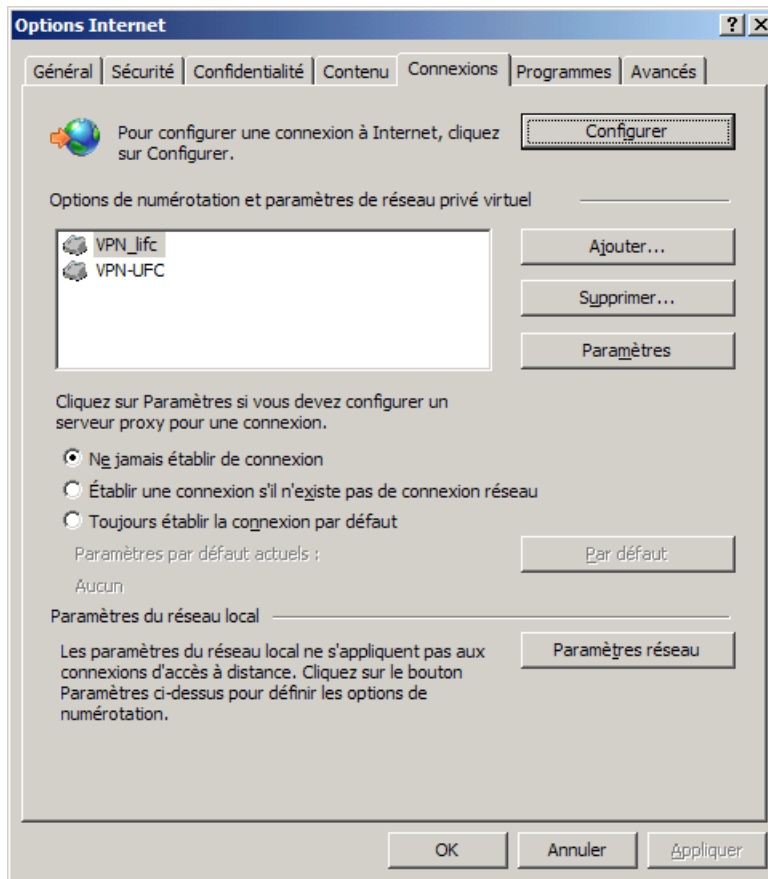 Options Internet
Général Sécurité Confidentialité Contenu Connexions Programmes Avancés
Pour configurer une connexion à Internet, cliquez
sur Configurer.
Configurer
Options de numérotation et paramètres de réseau privé virtuel
VPN_lifc
VPN-UFC
Ajouter...
Supprimer...
Paramètres
Cliquez sur Paramètres si vous devez configurer un
serveur proxy pour une connexion.
Ne jamais établir de connexion
Établir une connexion s'il n'existe pas de connexion réseau
Toujours établir la connexion par défaut
Paramètres par défaut actuels :
Par défaut
Aucun
Paramètres du réseau local
Les paramètres du réseau local ne s'appliquent pas aux
connexions d'accès à distance. Cliquez sur le bouton
Paramètres ci-dessus pour définir les options de
numérotation.
Paramètres réseau
OK Annuler Appliquer